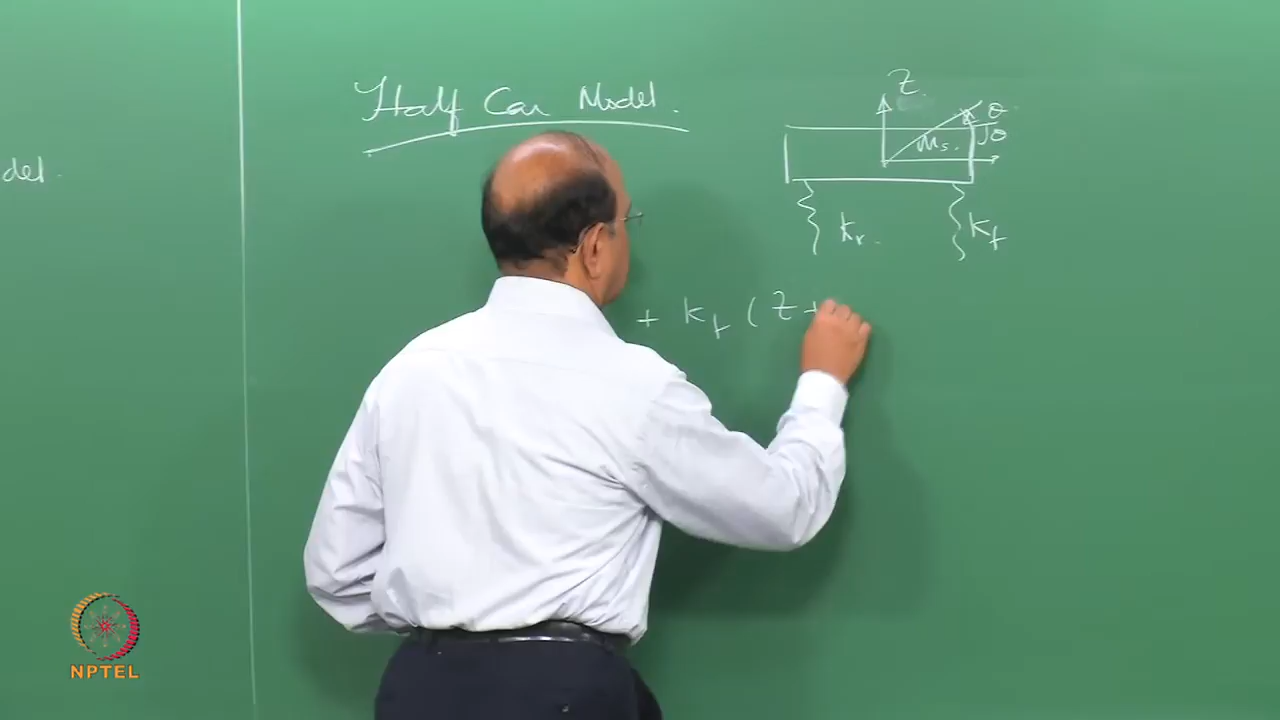 Half Car Model.
del.
Z
θ
θ
ms.
kr.
kf
+ kf (Z +
NPTEL